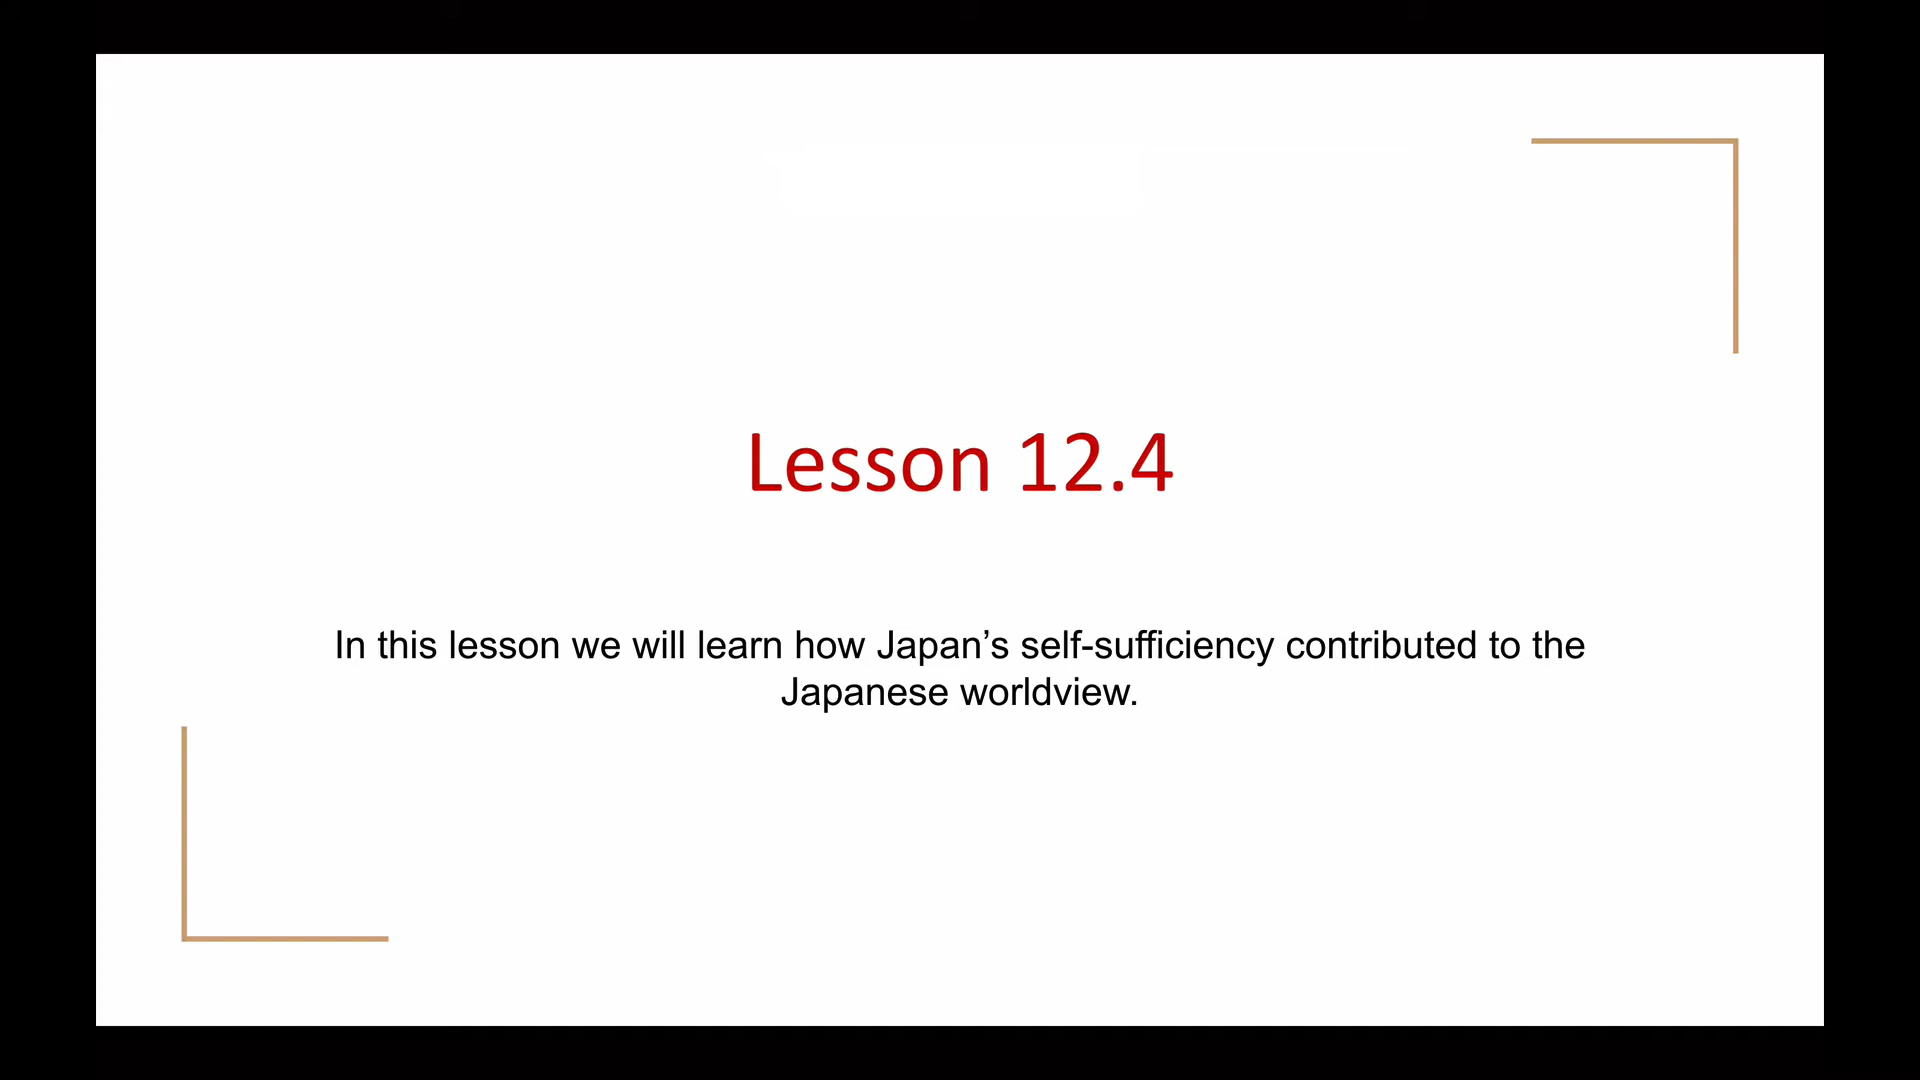 Lesson 12.4
In this lesson we will learn how Japan’s self-sufficiency contributed to the
Japanese worldview.